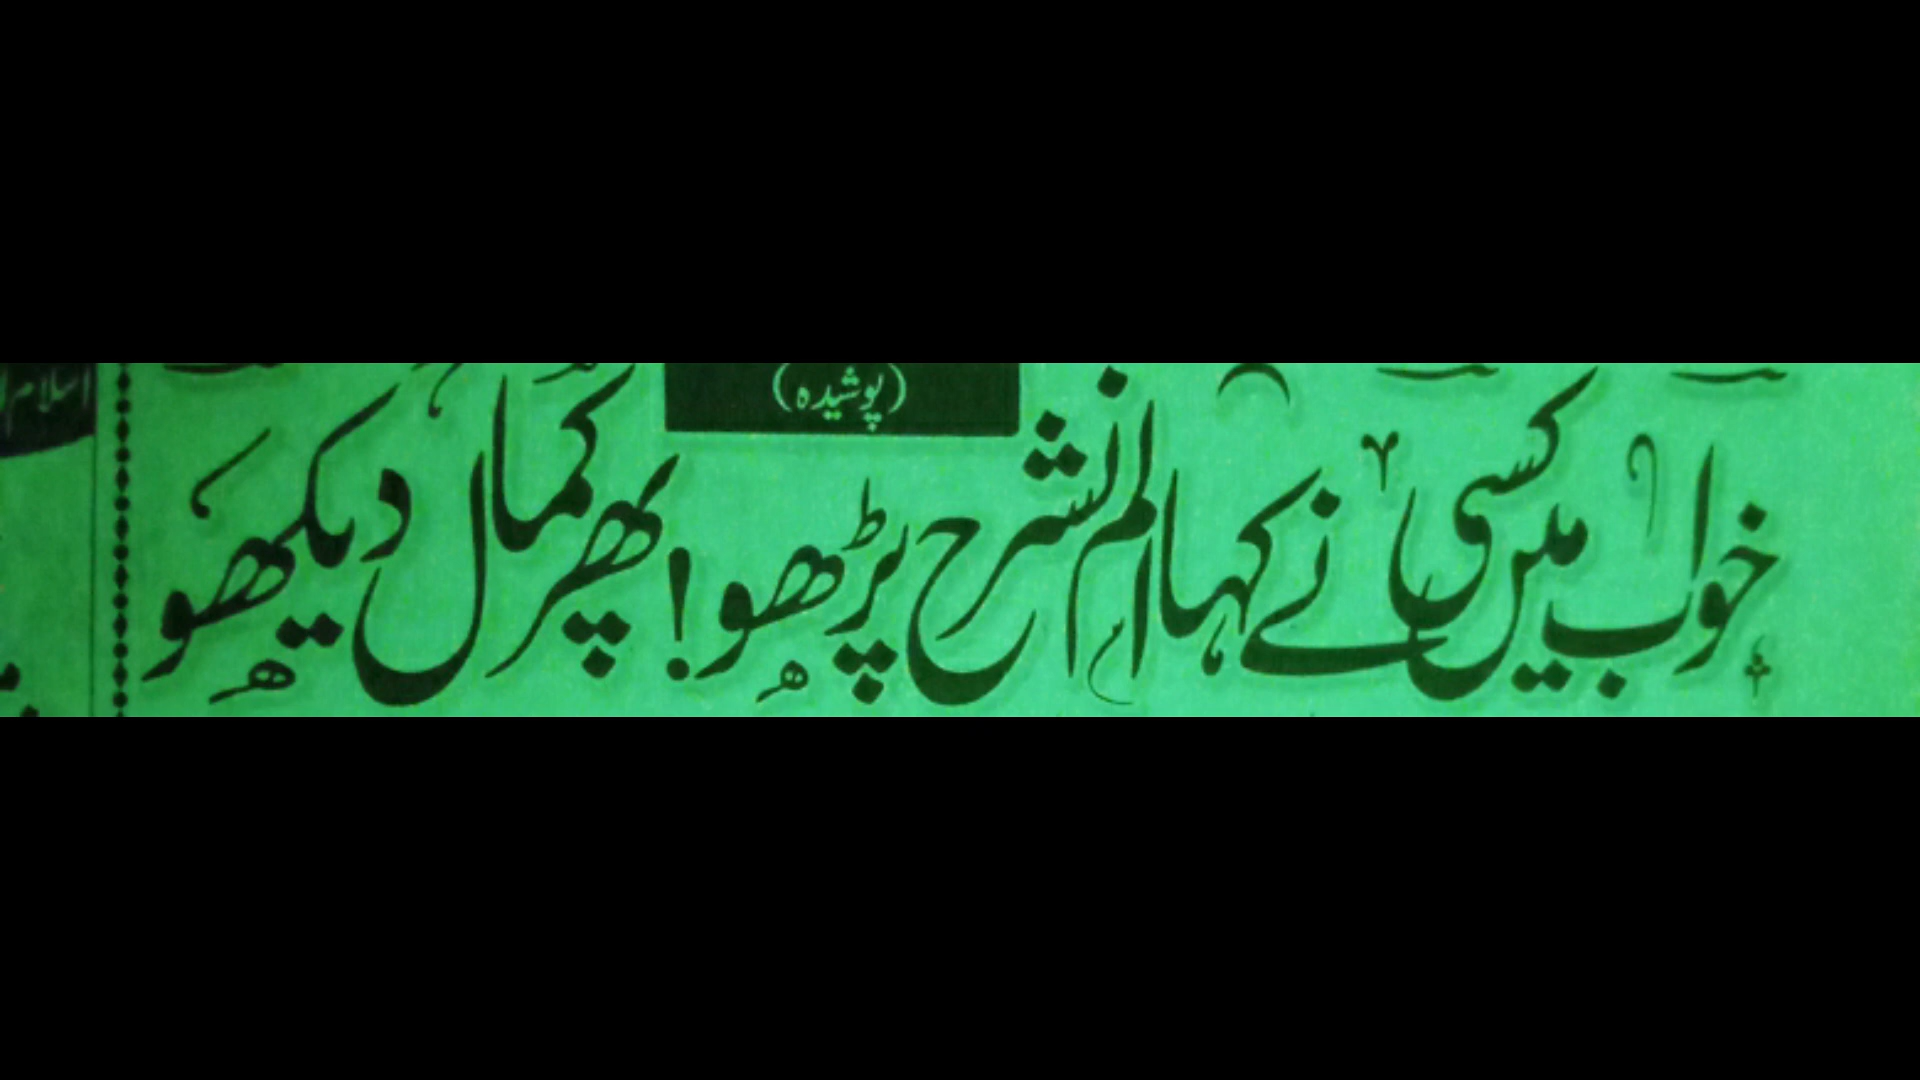 (پوشیدہ)
خواب میں کسی نے کہا الم نشرح پڑھو! پھر کمال دیکھو